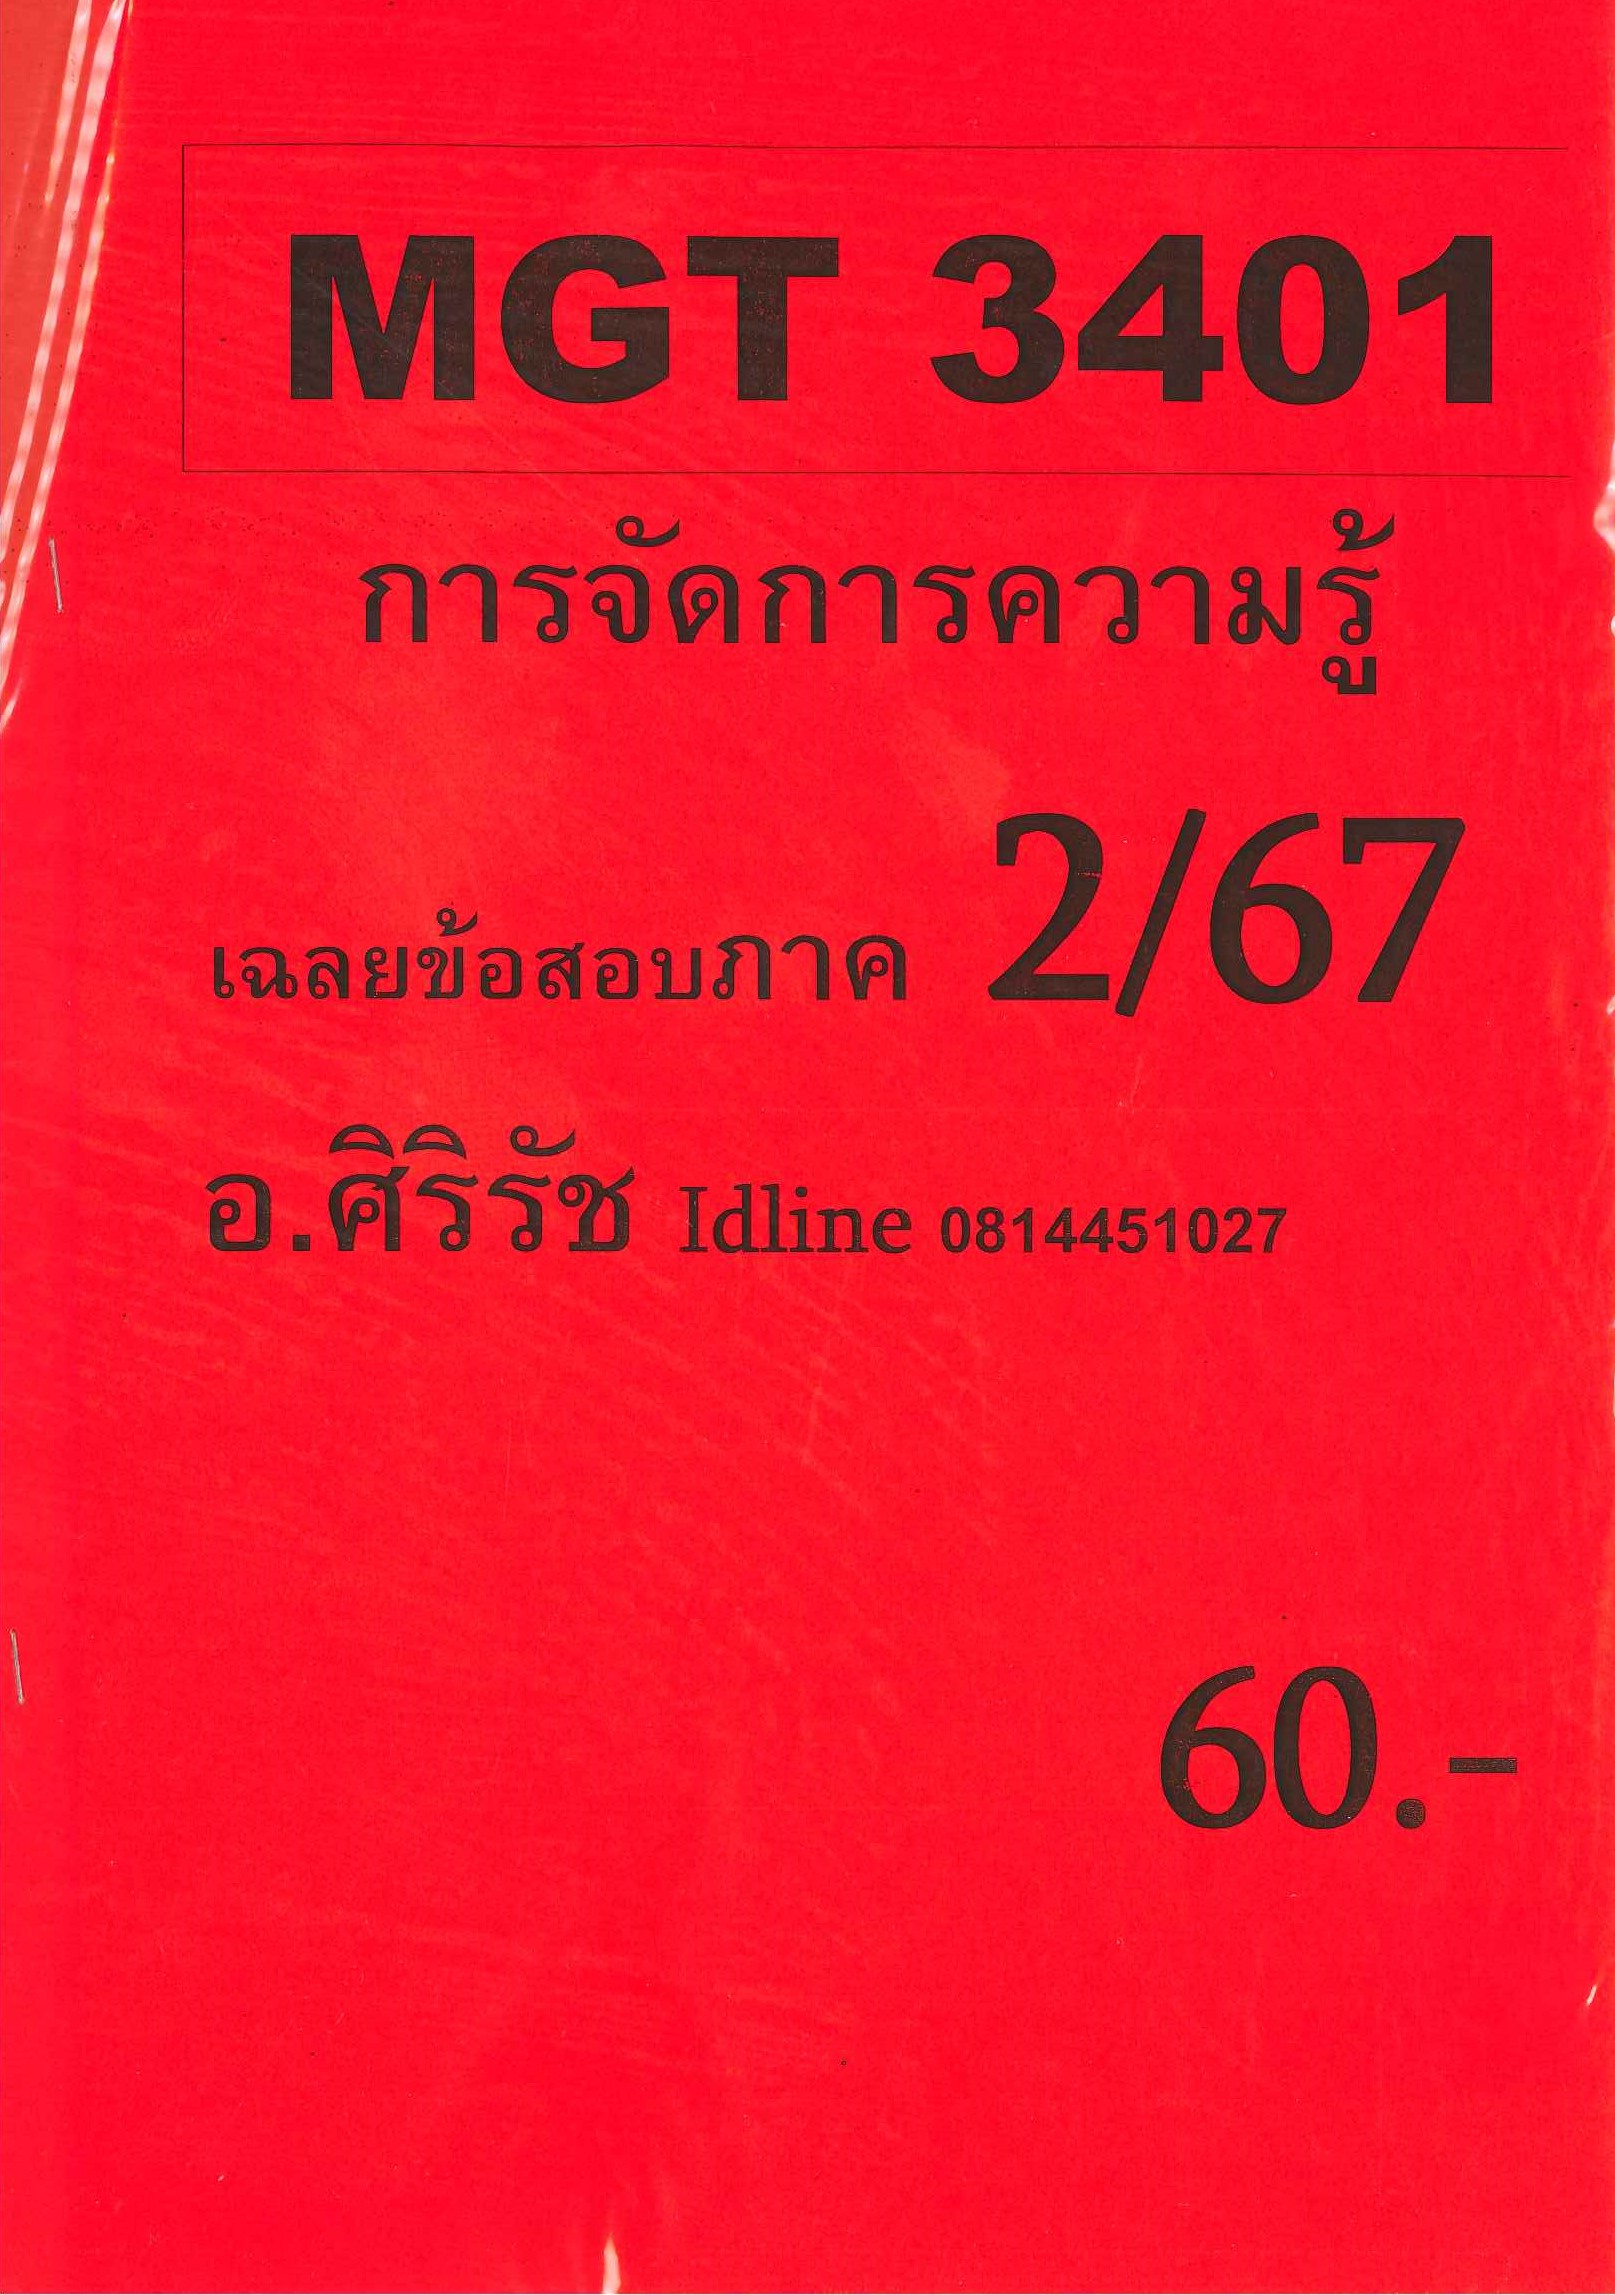 MGT 3401
การจัดการความรู้
เฉลยข้อสอบภาค 2/67
อ.ศิริรัช Idline 0814451027
60.-